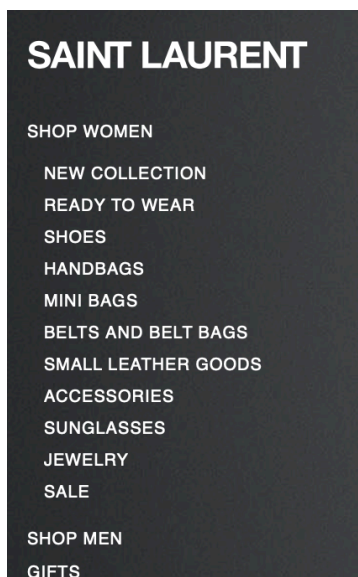 SAINT LAURENT
SHOP WOMEN
NEW COLLECTION
READY TO WEAR
SHOES
HANDBAGS
MINI BAGS
BELTS AND BELT BAGS
SMALL LEATHER GOODS
ACCESSORIES
SUNGLASSES
JEWELRY
SALE
SHOP MEN
GIFTS